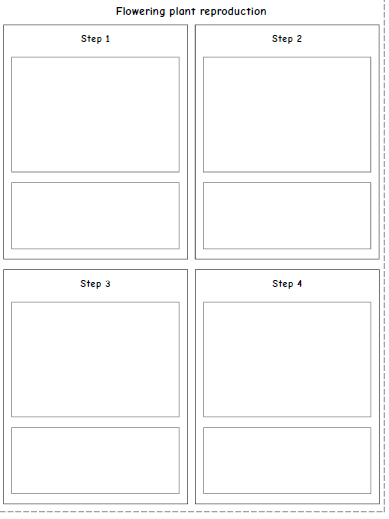 Flowering plant reproduction
Step 1
Step 2
Step 3
Step 4